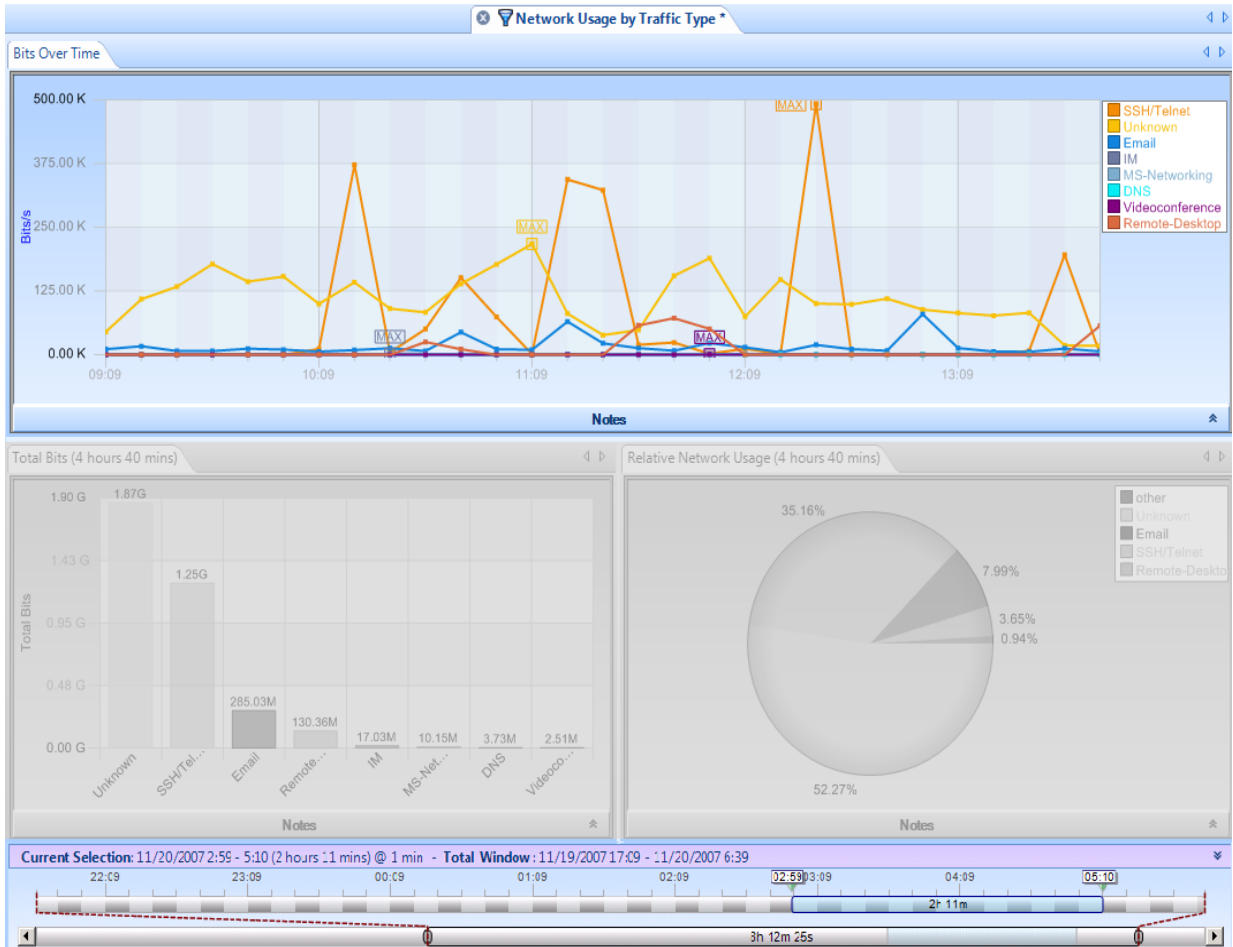 Network Usage by Traffic Type *
Bits Over Time
500.00 K
375.00 K
250.00 K
125.00 K
0.00 K
Bits/s
MAX
MAX
MAX
MAX
09:09
10:09
11:09
12:09
13:09
SSH/Telnet
Unknown
Email
IM
MS-Networking
DNS
Videoconference
Remote-Desktop
Notes
Total Bits (4 hours 40 mins)
1.90 G
1.43 G
0.95 G
0.48 G
0.00 G
Total Bits
1.87G
1.25G
285.03M
130.36M
17.03M
10.15M
3.73M
2.51M
Unknown
SSH/Tel...
Email
Remote...
IM
MS-Net...
DNS
Videoco...
Notes
Relative Network Usage (4 hours 40 mins)
35.16%
7.99%
3.65%
0.94%
52.27%
other
Unknown
Email
SSH/Telnet
Remote-Deskto
Notes
Current Selection: 11/20/2007 2:59 - 5:10 (2 hours 11 mins) @ 1 min - Total Window : 11/19/2007 17:09 - 11/20/2007 6:39
22:09 23:09 00:09 01:09 02:09 02:59 03:09 04:09 05:10
2h 11m
3h 12m 25s